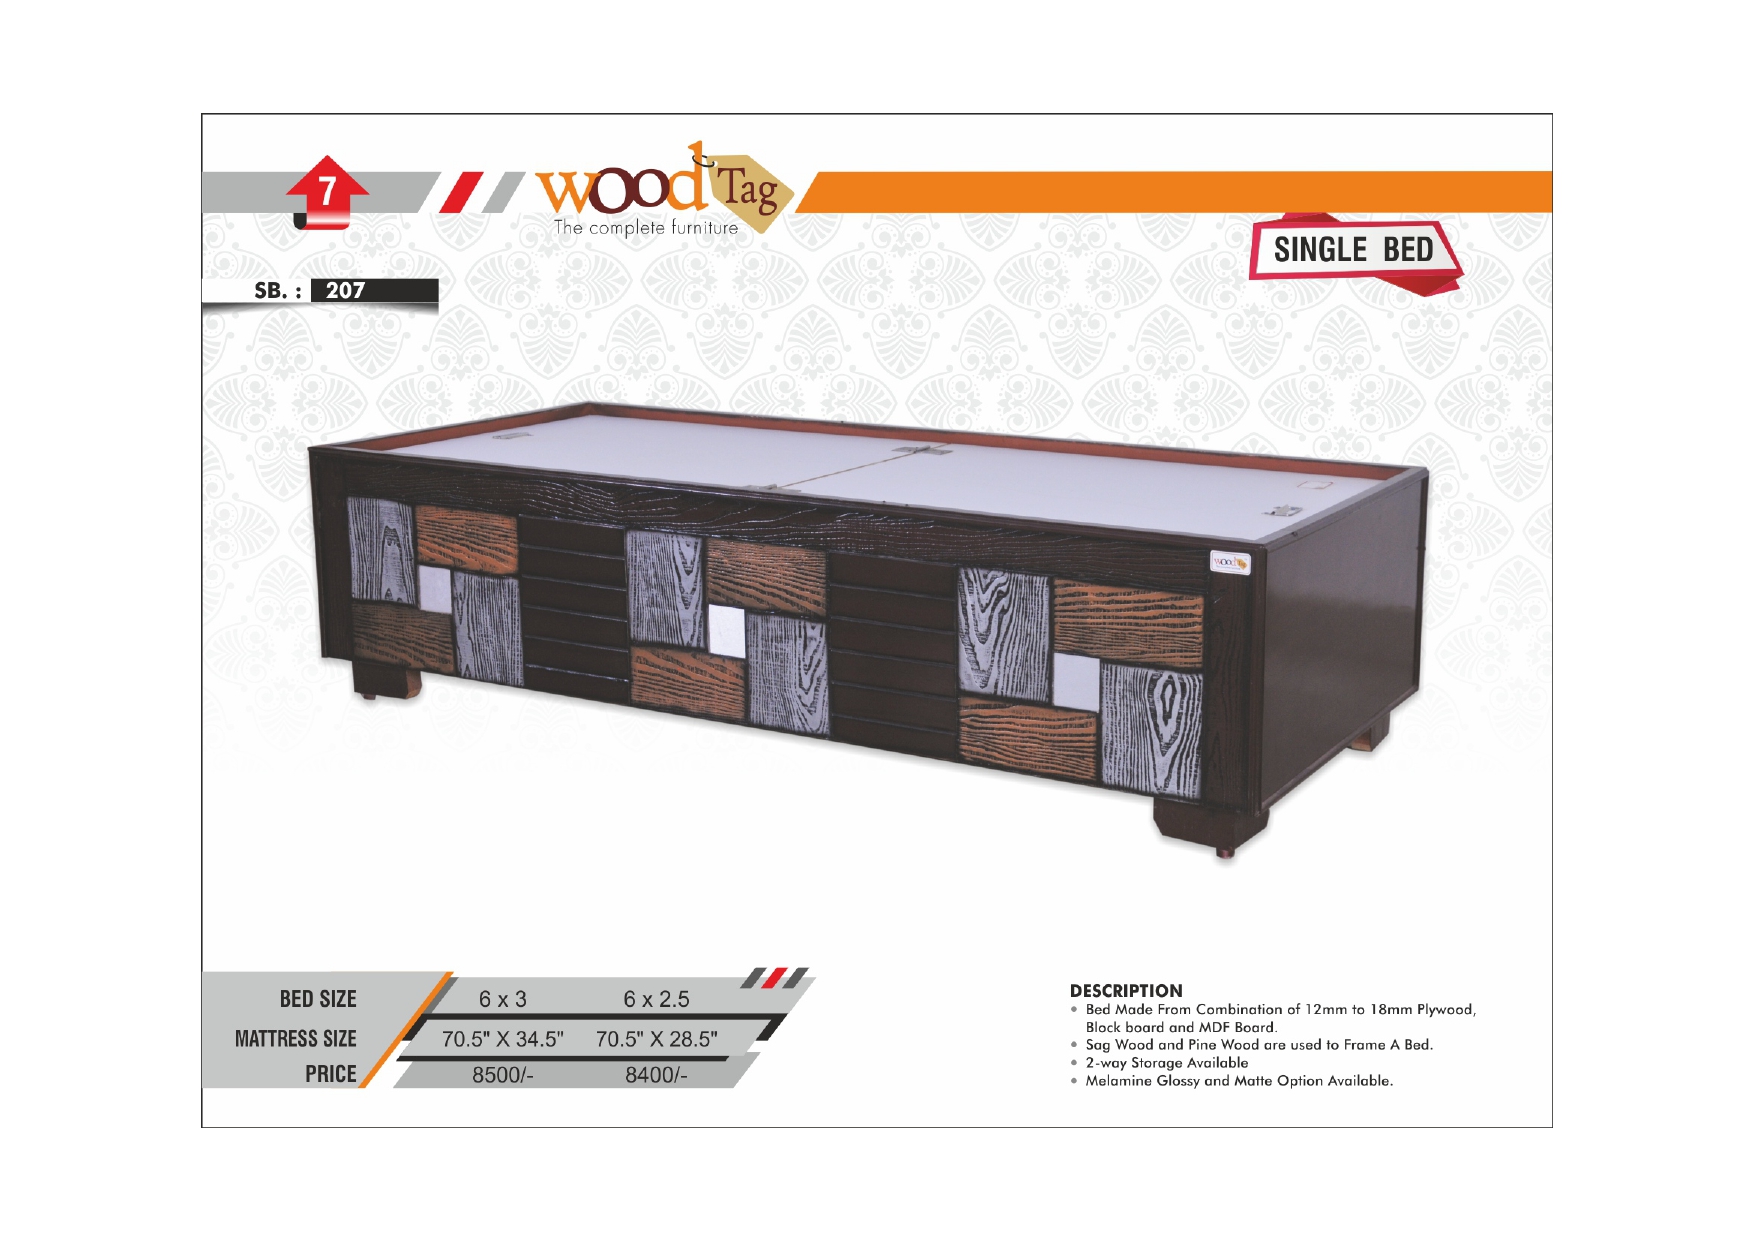 7
wood Tag
The complete furniture
SINGLE BED
SB. : 207
wood Tag
BED SIZE 6 x 3 6 x 2.5
MATTRESS SIZE 70.5" X 34.5" 70.5" X 28.5"
PRICE 8500/- 8400/-
DESCRIPTION
• Bed Made From Combination of 12mm to 18mm Plywood,
Block board and MDF Board.
• Sag Wood and Pine Wood are used to Frame A Bed.
• 2-way Storage Available
• Melamine Glossy and Matte Option Available.